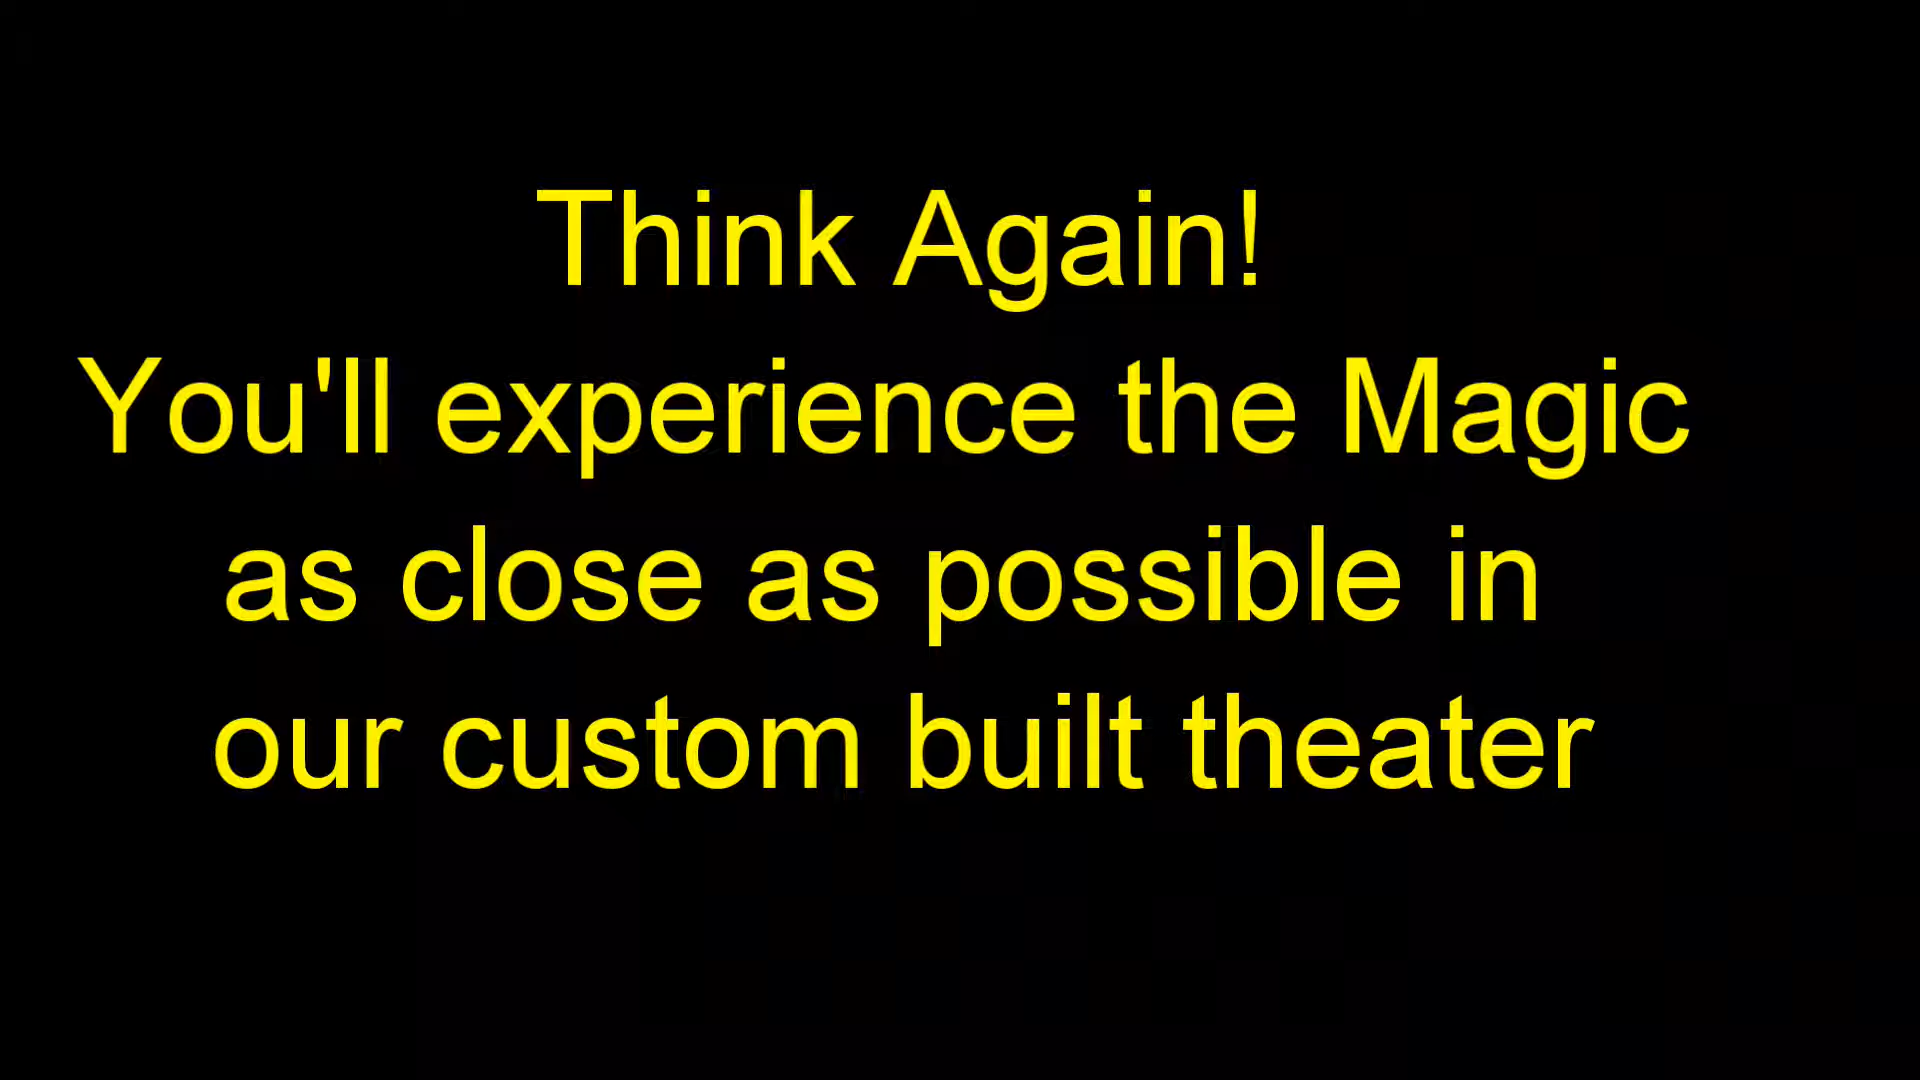 Think Again!
You'll experience the Magic
as close as possible in
our custom built theater